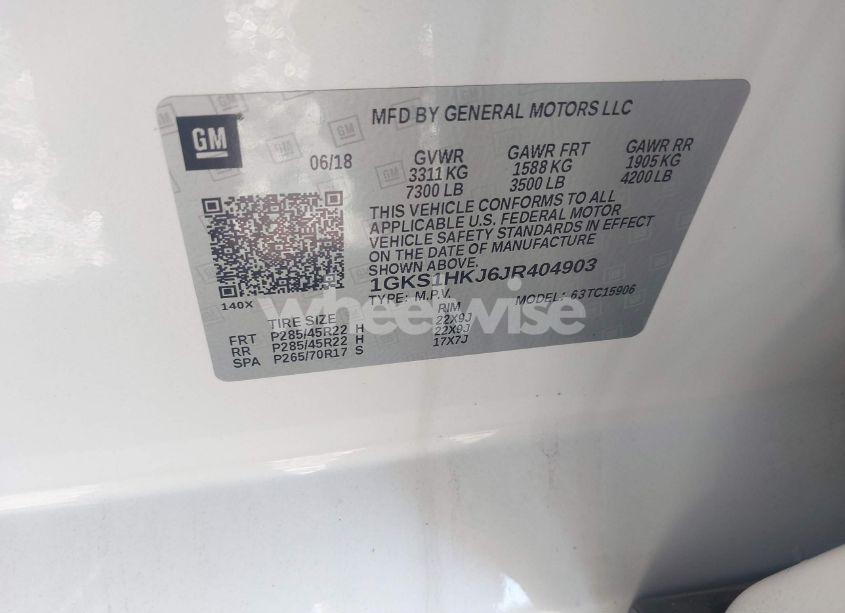 GM
MFD BY GENERAL MOTORS LLC
06/18
GVWR
3311 KG
7300 LB
GAWR FRT
1588 KG
3500 LB
GAWR RR
1905 KG
4200 LB
THIS VEHICLE CONFORMS TO ALL
APPLICABLE U.S. FEDERAL MOTOR
VEHICLE SAFETY STANDARDS IN EFFECT
ON THE DATE OF MANUFACTURE
SHOWN ABOVE.
1GKS1HKJ6JR404903
TYPE: M.P.V. MODEL: 63TC15906
140X
TIRE SIZE RIM
FRT P285/45R22 H 22X9J
RR P285/45R22 H 22X9J
SPA P265/70R17 S 17X7J
wheelwise